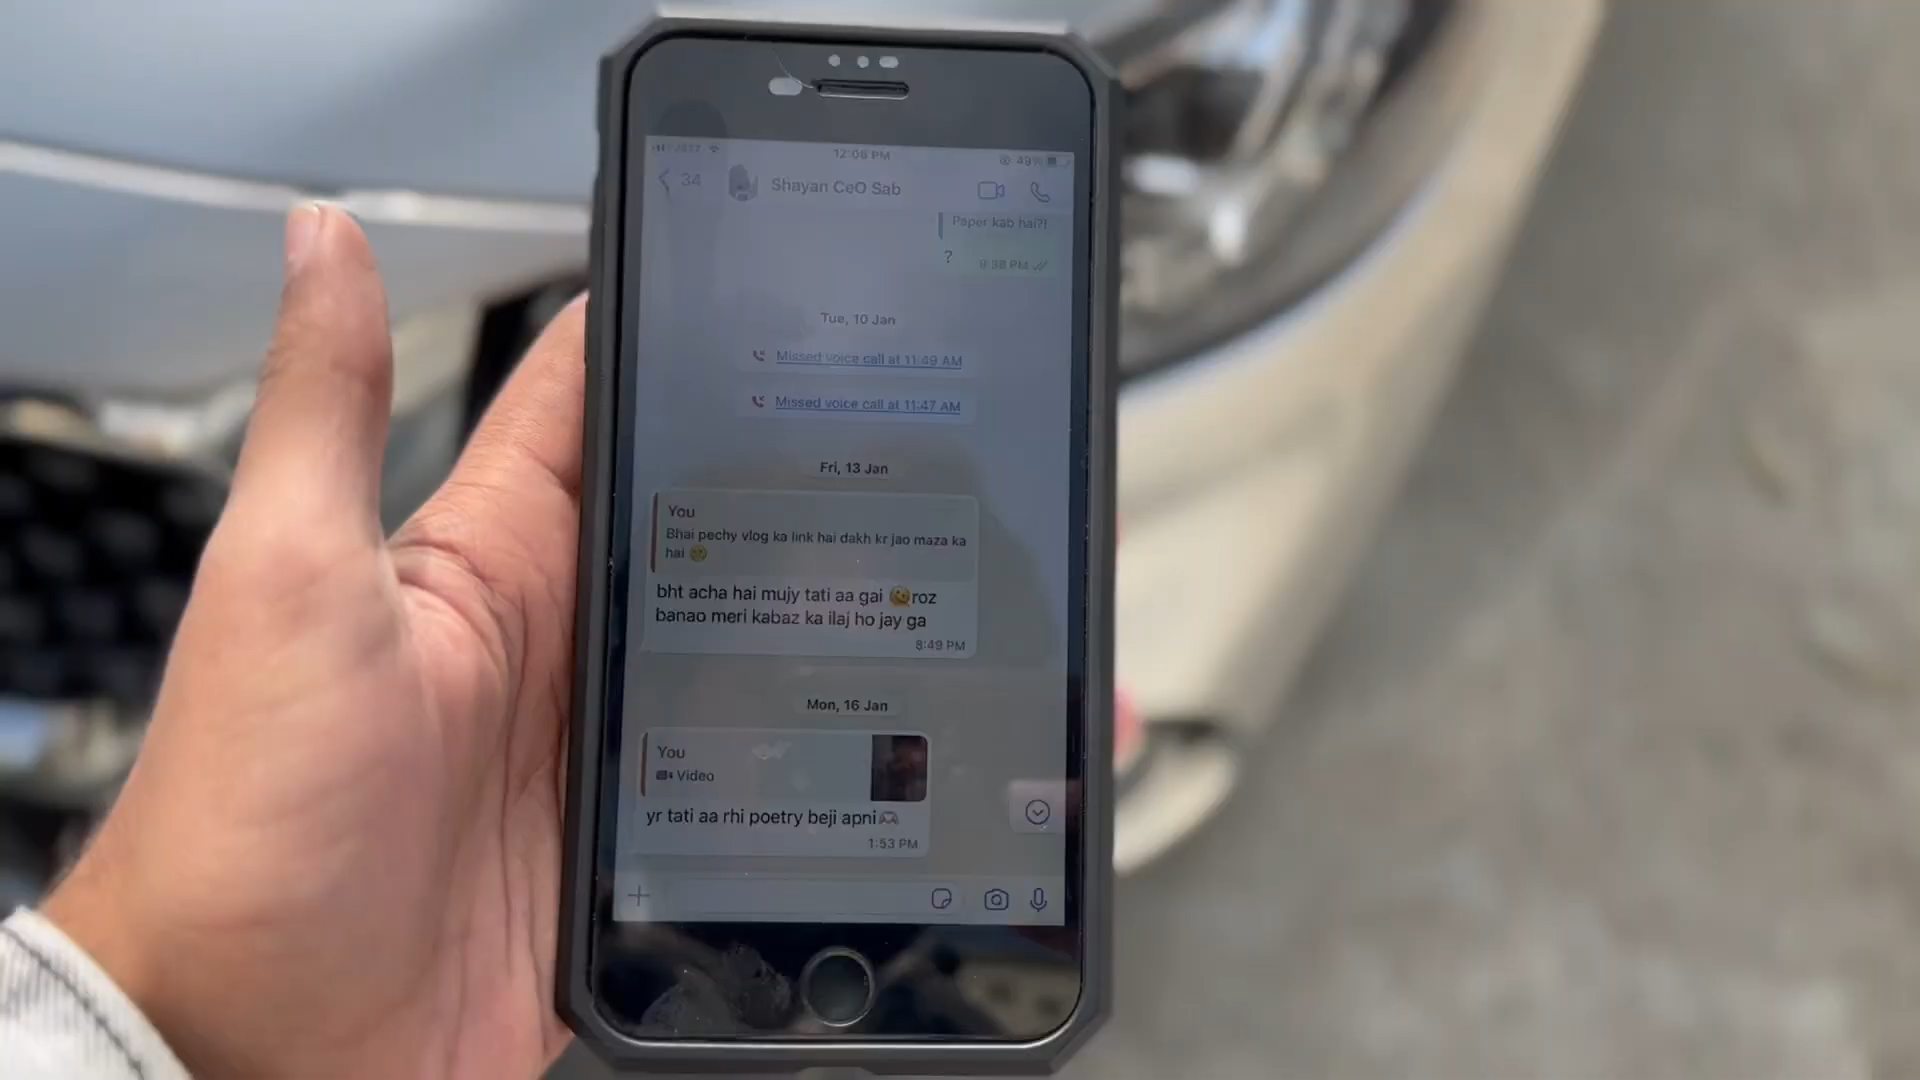 12:06 PM
49%
34
Shayan CeO Sab
Paper kab hai?!
?
9:38 PM
Tue, 10 Jan
Missed voice call at 11:49 AM
Missed voice call at 11:47 AM
Fri, 13 Jan
You
Bhai pechy vlog ka link hai dakh kr jao maza ka
hai
bht acha hai mujy tati aa gai 🫡roz
banao meri kabaz ka ilaj ho jay ga
8:49 PM
Mon, 16 Jan
You
Video
yr tati aa rhi poetry beji apni
1:53 PM